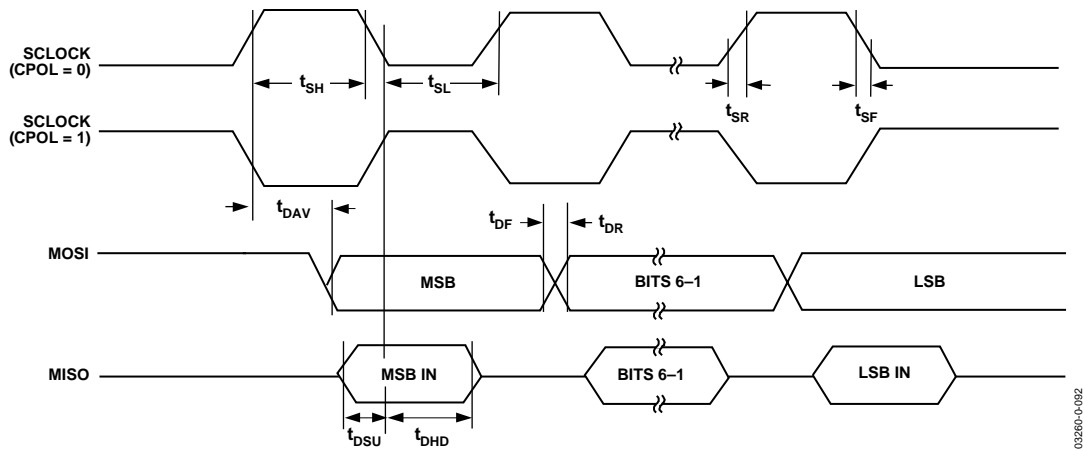 SCLOCK
(CPOL = 0)
tSH
tSL
tSR
tSF
SCLOCK
(CPOL = 1)
tDAV
tDF
tDR
MOSI
MSB
BITS 6–1
LSB
MISO
MSB IN
BITS 6–1
LSB IN
tDSU
tDHD
03260-0-092